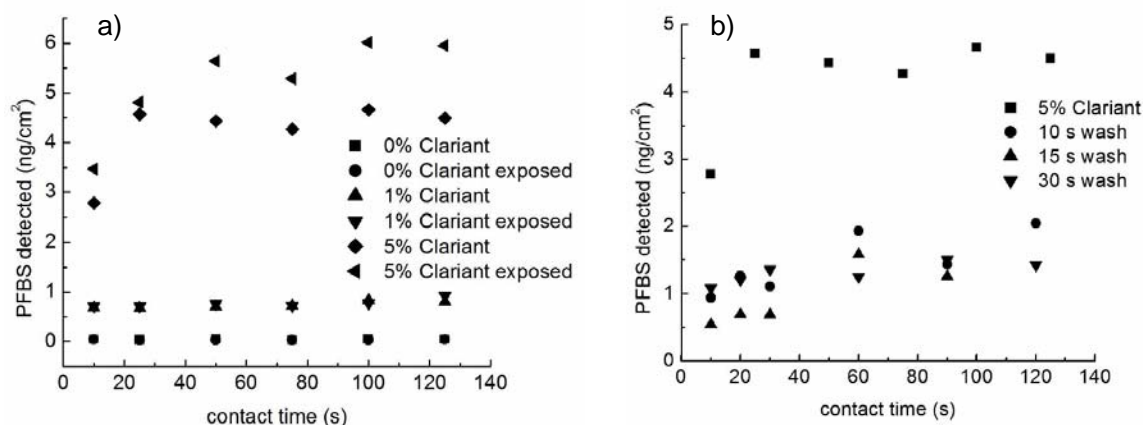 a)
PFBS detected (ng/cm²)
6
5
4
3
2
1
0
0% Clariant
0% Clariant exposed
1% Clariant
1% Clariant exposed
5% Clariant
5% Clariant exposed
0 20 40 60 80 100 120 140
contact time (s)
b)
PFBS detected (ng/cm²)
5
4
3
2
1
0
5% Clariant
10 s wash
15 s wash
30 s wash
0 20 40 60 80 100 120 140
contact time (s)